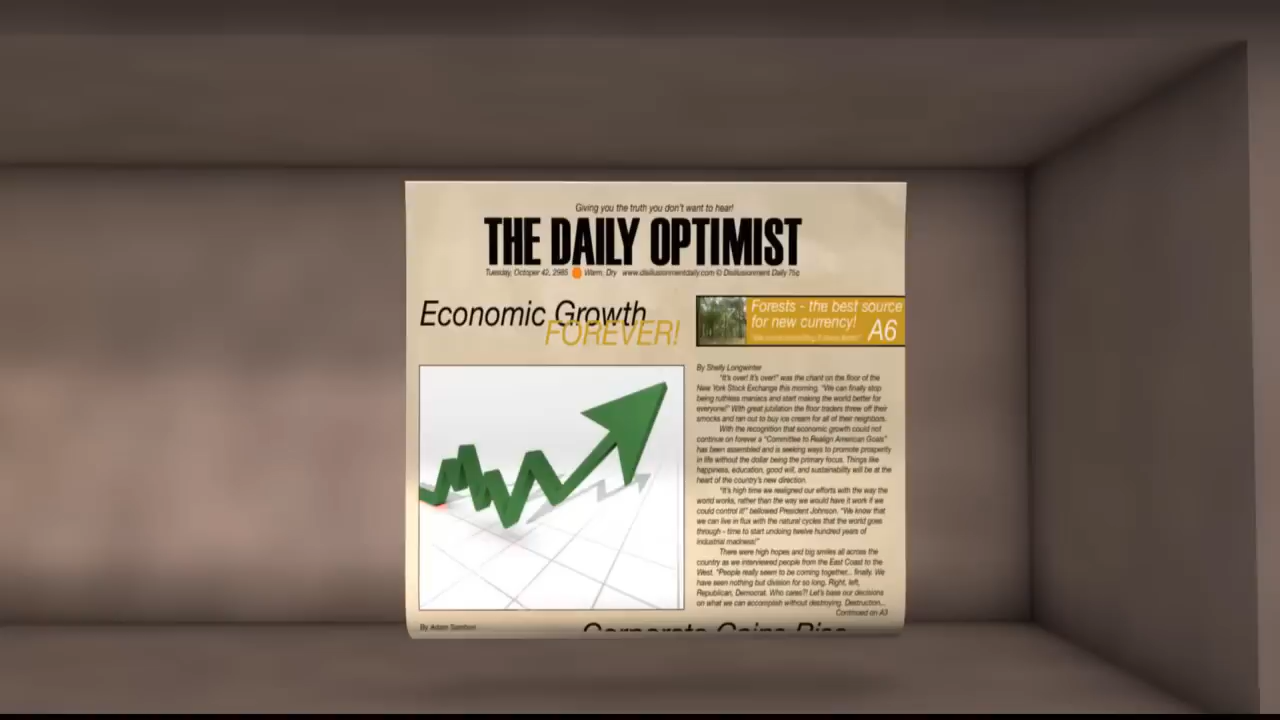 Giving you the truth you don't want to hear!
THE DAILY OPTIMIST
Tuesday, Octoper 42, 2985 Warm, Dry www.disillusionmentdaily.com © Disillusionment Daily 75¢
Economic Growth
FOREVER!
Forests - the best source
for new currency!
A6
By Shelly Longwinter
"It's over! It's over!" was the chant on the floor of the
New York Stock Exchange this morning. "We can finally stop
being ruthless maniacs and start making the world better for
everyone!" With great jubilation the floor traders threw off their
smocks and ran out to buy ice cream for all of their neighbors.
With the recognition that economic growth could not
continue on forever a "Committee to Realign American Goals"
has been assembled and is seeking ways to promote prosperity
in life without the dollar being the primary focus. Things like
happiness, education, good will, and sustainability will be at the
heart of the country's new direction.
"It's high time we realigned our efforts with the way the
world works, rather than the way we would have it work if we
could control it!" bellowed President Johnson. "We know that
we can live in flux with the natural cycles that the world goes
through - time to start undoing twelve hundred years of
industrial madness!"
There were high hopes and big smiles all across the
country as we interviewed people from the East Coast to the
West. "People really seem to be coming together... finally. We
have seen nothing but division for so long. Right, left,
Republican, Democrat. Who cares?! Let's base our decisions
on what we can accomplish without destroying. Destruction...
Continued on A3
By Adam Sambori
Corporate Gains Rise